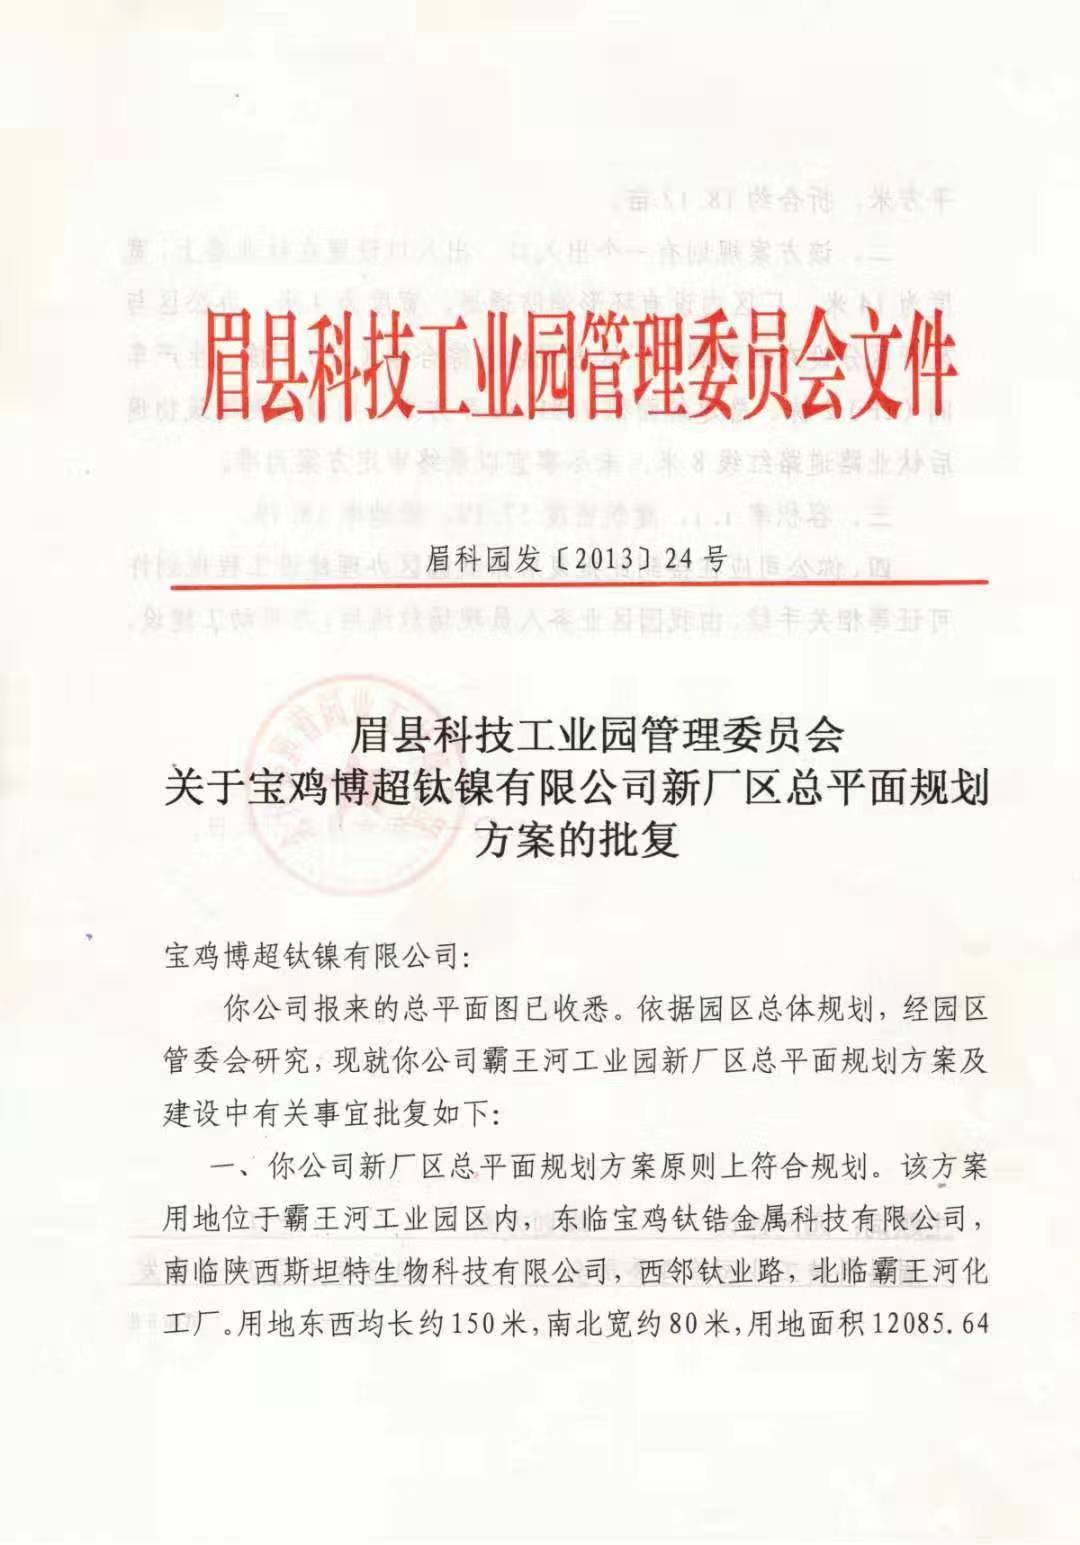 眉县科技工业园管理委员会文件
眉科园发〔2013〕24号
眉县科技工业园管理委员会
关于宝鸡博超钛镍有限公司新厂区总平面规划
方案的批复
宝鸡博超钛镍有限公司:
你公司报来的总平面图已收悉。依据园区总体规划,经园区
管委会研究,现就你公司霸王河工业园新厂区总平面规划方案及
建设中有关事宜批复如下:
一、你公司新厂区总平面规划方案原则上符合规划。该方案
用地位于霸王河工业园区内,东临宝鸡钛锆金属科技有限公司,
南临陕西斯坦特生物科技有限公司,西邻钛业路,北临霸王河化
工厂。用地东西均长约150米,南北宽约80米,用地面积12085.64